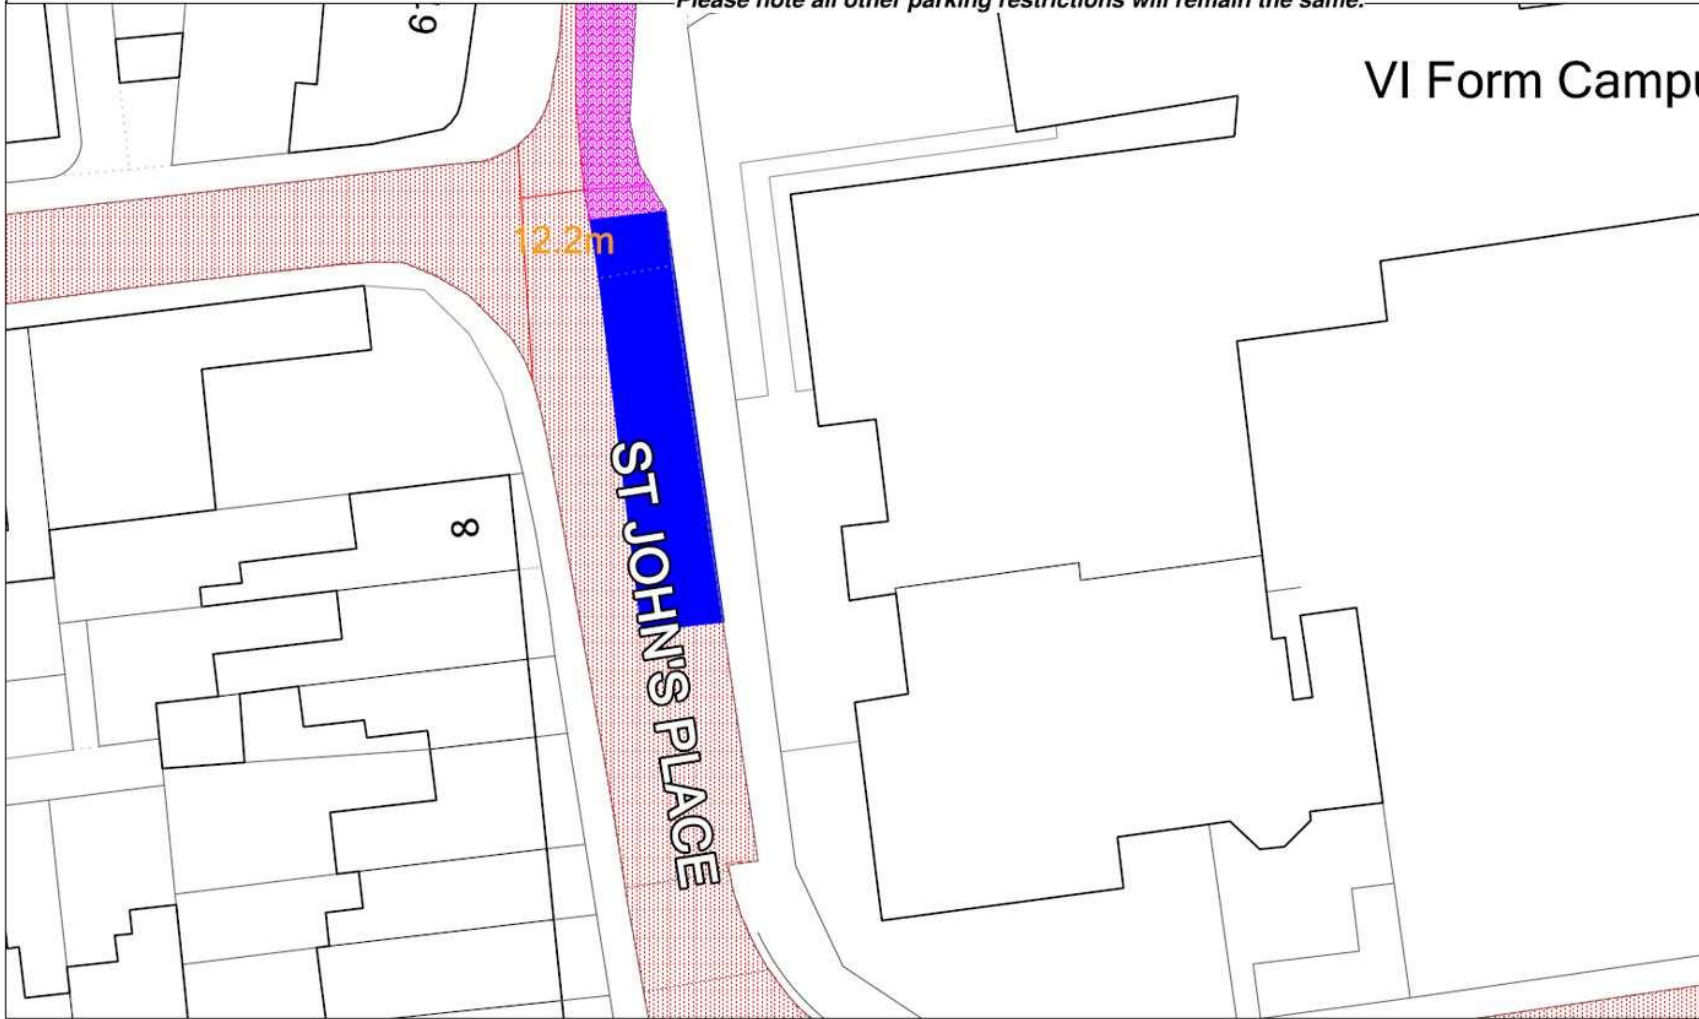 Please note all other parking restrictions will remain the same.
VI Form Campu
12.2m
8
ST JOHN'S PLACE